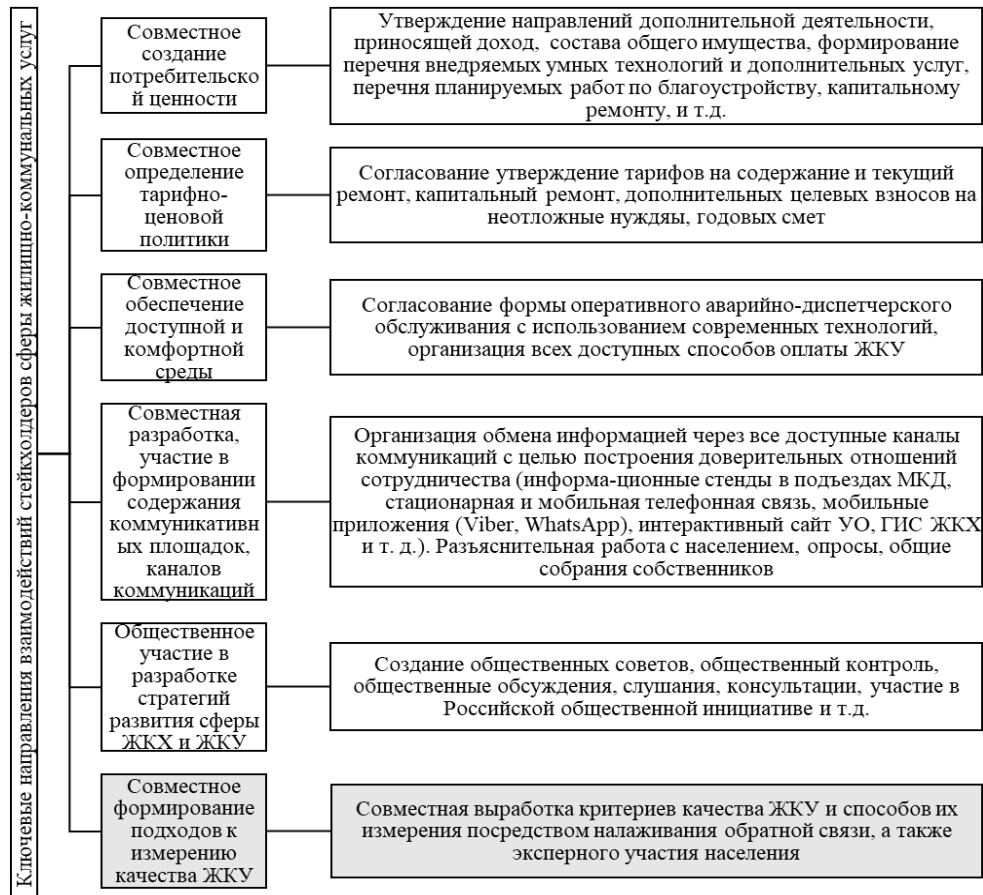 Ключевые направления взаимодействий стейкхолдеров сферы жилищно-коммунальных услуг
Совместное
создание
потребительско
й ценности
Утверждение направлений дополнительной деятельности,
приносящей доход, состава общего имущества, формирование
перечня внедряемых умных технологий и дополнительных услуг,
перечня планируемых работ по благоустройству, капитальному
ремонту, и т.д.
Совместное
определение
тарифно-
ценовой
политики
Согласование утверждение тарифов на содержание и текущий
ремонт, капитальный ремонт, дополнительных целевых взносов на
неотложные нуждяы, годовых смет
Совместное
обеспечение
доступной и
комфортной
среды
Согласование формы оперативного аварийно-диспетчерского
обслуживания с использованием современных технологий,
организация всех доступных способов оплаты ЖКУ
Совместная
разработка,
участие в
формировании
содержания
коммуникативн
ых площадок,
каналов
коммуникаций
Организация обмена информацией через все доступные каналы
коммуникаций с целью построения доверительных отношений
сотрудничества (информа-ционные стенды в подъездах МКД,
стационарная и мобильная телефонная связь, мобильные
приложения (Viber, WhatsApp), интерактивный сайт УО, ГИС ЖКХ
и т. д.). Разъяснительная работа с населением, опросы, общие
собрания собственников
Общественное
участие в
разработке
стратегий
развития сферы
ЖКХ и ЖКУ
Создание общественных советов, общественный контроль,
общественные обсуждения, слушания, консультации, участие в
Российской общественной инициативе и т.д.
Совместное
формирование
подходов к
измерению
качества ЖКУ
Совместная выработка критериев качества ЖКУ и способов их
измерения посредством налаживания обратной связи, а также
эксперного участия населения